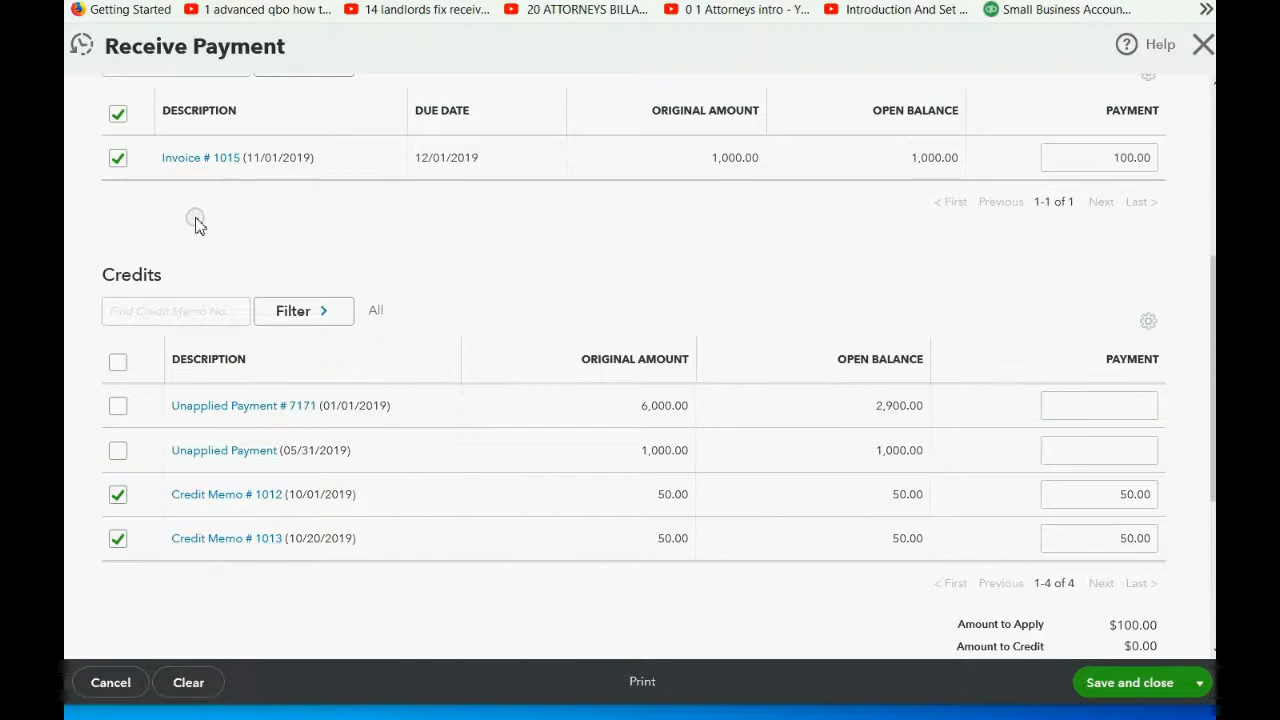 Getting Started 1 advanced qbo how t... 14 landlords fix receiv... 20 ATTORNEYS BILLA... 0 1 Attorneys intro - Y... Introduction And Set ... Small Business Accoun... »
Receive Payment Help
DESCRIPTION DUE DATE ORIGINAL AMOUNT OPEN BALANCE PAYMENT
Invoice # 1015 (11/01/2019) 12/01/2019 1,000.00 1,000.00 100.00
< First Previous 1-1 of 1 Next Last >
Credits
Find Credit Memo No. Filter > All
DESCRIPTION ORIGINAL AMOUNT OPEN BALANCE PAYMENT
Unapplied Payment # 7171 (01/01/2019) 6,000.00 2,900.00
Unapplied Payment (05/31/2019) 1,000.00 1,000.00
Credit Memo # 1012 (10/01/2019) 50.00 50.00 50.00
Credit Memo # 1013 (10/20/2019) 50.00 50.00 50.00
< First Previous 1-4 of 4 Next Last >
Amount to Apply $100.00
Amount to Credit $0.00
Cancel Clear Print Save and close